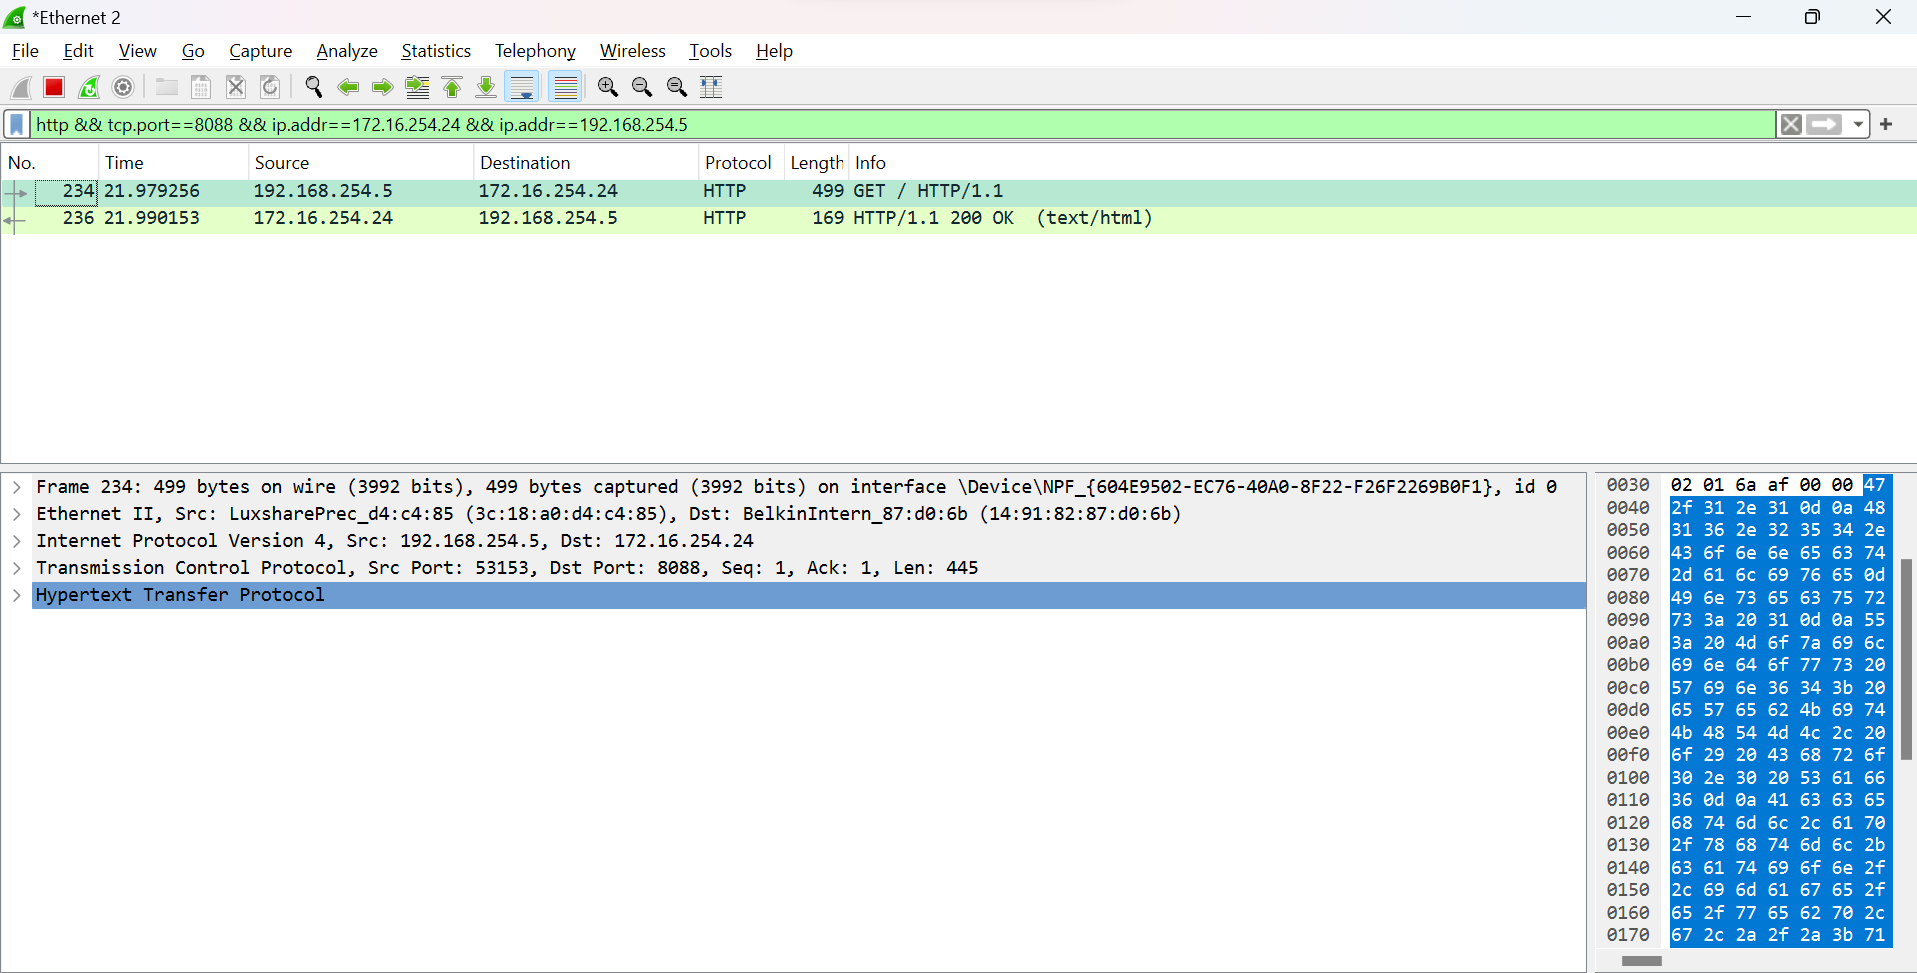 *Ethernet 2
File Edit View Go Capture Analyze Statistics Telephony Wireless Tools Help
http && tcp.port==8088 && ip.addr==172.16.254.24 && ip.addr==192.168.254.5
No. Time Source Destination Protocol Length Info
234 21.979256 192.168.254.5 172.16.254.24 HTTP 499 GET / HTTP/1.1
236 21.990153 172.16.254.24 192.168.254.5 HTTP 169 HTTP/1.1 200 OK (text/html)
Frame 234: 499 bytes on wire (3992 bits), 499 bytes captured (3992 bits) on interface \Device\NPF_{604E9502-EC76-40A0-8F22-F26F2269B0F1}, id 0
Ethernet II, Src: LuxsharePrec_d4:c4:85 (3c:18:a0:d4:c4:85), Dst: BelkinIntern_87:d0:6b (14:91:82:87:d0:6b)
Internet Protocol Version 4, Src: 192.168.254.5, Dst: 172.16.254.24
Transmission Control Protocol, Src Port: 53153, Dst Port: 8088, Seq: 1, Ack: 1, Len: 445
Hypertext Transfer Protocol
0030 02 01 6a af 00 00 47
0040 2f 31 2e 31 0d 0a 48
0050 31 36 2e 32 35 34 2e
0060 43 6f 6e 6e 65 63 74
0070 2d 61 6c 69 76 65 0d
0080 49 6e 73 65 63 75 72
0090 73 3a 20 31 0d 0a 55
00a0 3a 20 4d 6f 7a 69 6c
00b0 69 6e 64 6f 77 73 20
00c0 57 69 6e 36 34 3b 20
00d0 65 57 65 62 4b 69 74
00e0 4b 48 54 4d 4c 2c 20
00f0 6f 29 20 43 68 72 6f
0100 30 2e 30 20 53 61 66
0110 36 0d 0a 41 63 63 65
0120 68 74 6d 6c 2c 61 70
0130 2f 78 68 74 6d 6c 2b
0140 63 61 74 69 6f 6e 2f
0150 2c 69 6d 61 67 65 2f
0160 65 2f 77 65 62 70 2c
0170 67 2c 2a 2f 2a 3b 71